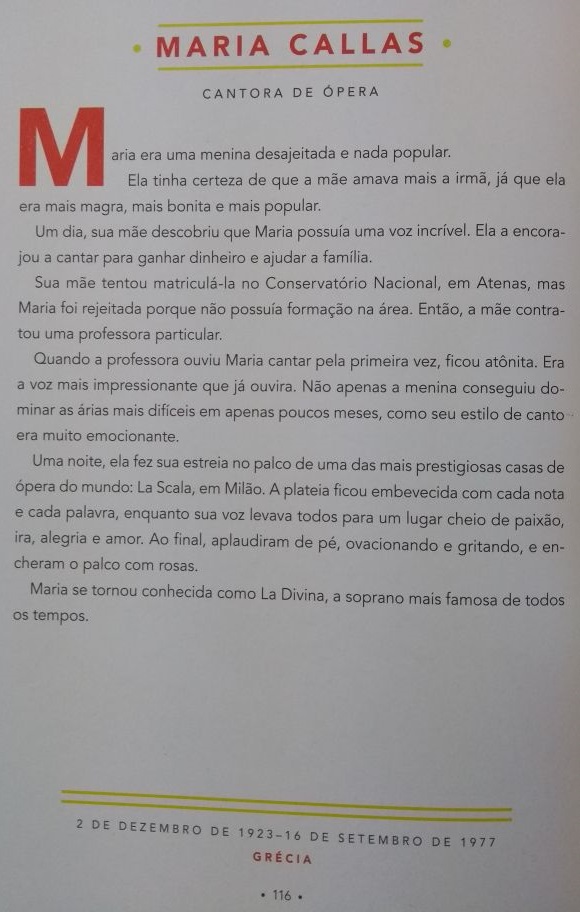 • MARIA CALLAS •
CANTORA DE ÓPERA
Maria era uma menina desajeitada e nada popular.
Ela tinha certeza de que a mãe amava mais a irmã, já que ela
era mais magra, mais bonita e mais popular.
Um dia, sua mãe descobriu que Maria possuía uma voz incrível. Ela a encora-
jou a cantar para ganhar dinheiro e ajudar a família.
Sua mãe tentou matriculá-la no Conservatório Nacional, em Atenas, mas
Maria foi rejeitada porque não possuía formação na área. Então, a mãe contra-
tou uma professora particular.
Quando a professora ouviu Maria cantar pela primeira vez, ficou atônita. Era
a voz mais impressionante que já ouvira. Não apenas a menina conseguiu do-
minar as árias mais difíceis em apenas poucos meses, como seu estilo de canto
era muito emocionante.
Uma noite, ela fez sua estreia no palco de uma das mais prestigiosas casas de
ópera do mundo: La Scala, em Milão. A plateia ficou embevecida com cada nota
e cada palavra, enquanto sua voz levava todos para um lugar cheio de paixão,
ira, alegria e amor. Ao final, aplaudiram de pé, ovacionando e gritando, e en-
cheram o palco com rosas.
Maria se tornou conhecida como La Divina, a soprano mais famosa de todos
os tempos.
2 DE DEZEMBRO DE 1923–16 DE SETEMBRO DE 1977
GRÉCIA
• 116 •